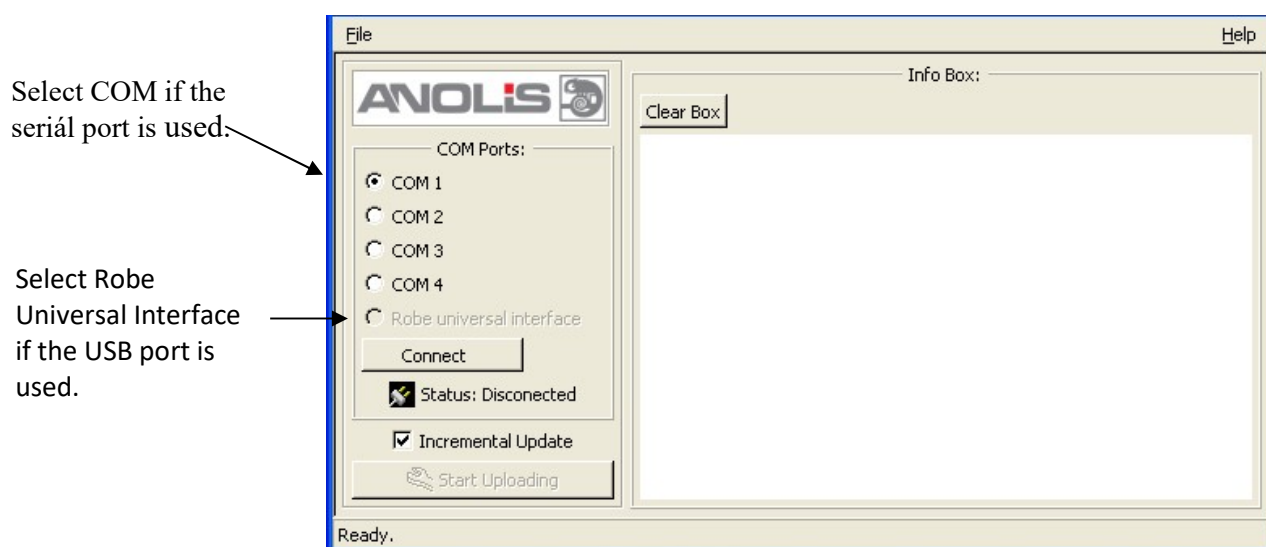 File Help
Select COM if the
seriál port is used.
ANOLiS
COM Ports:
COM 1
COM 2
COM 3
COM 4
Robe universal interface
Connect
Status: Disconected
Incremental Update
Start Uploading
Select Robe
Universal Interface
if the USB port is
used.
Info Box:
Clear Box
Ready.